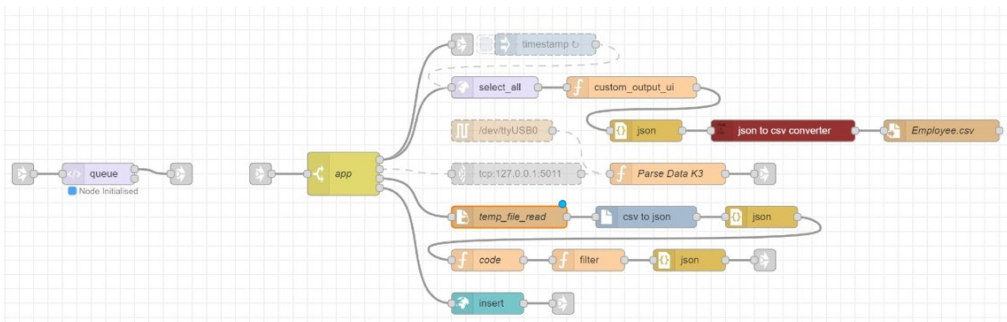 timestamp ↻
select_all
custom_output_ui
/dev/ttyUSB0
json
json to csv converter
Employee.csv
queue
Node Initialised
app
tcp:127.0.0.1:5011
Parse Data K3
temp_file_read
csv to json
json
code
filter
json
insert